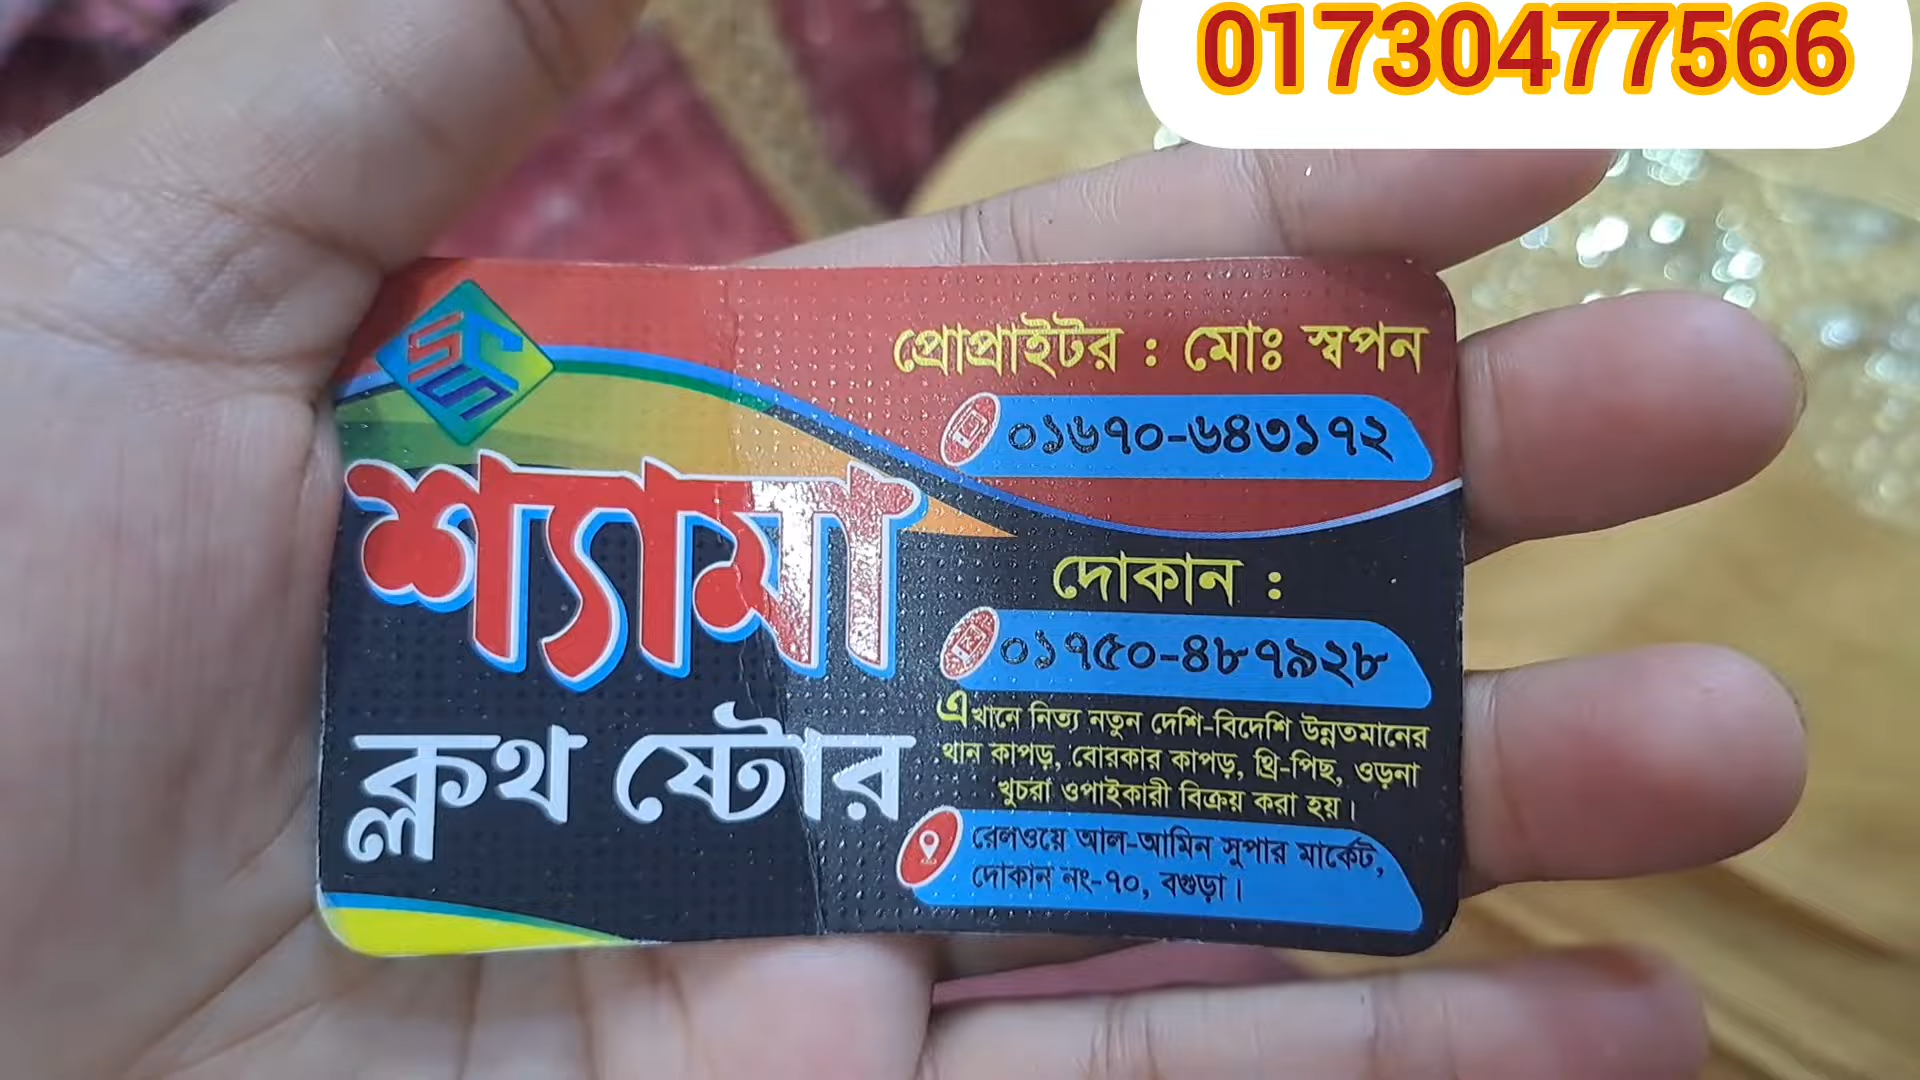 01730477566
প্রোপ্রাইটর : মোঃ স্বপন
০১৬৭০-৬৪৩১৭২
শ্যামা
ক্লথ ষ্টোর
দোকান :
০১৭৫০-৪৮৭৯২৮
এখানে নিত্য নতুন দেশি-বিদেশি উন্নতমানের
থান কাপড়, বোরকার কাপড়, থ্রি-পিছ, ওড়না
খুচরা ওপাইকারী বিক্রয় করা হয়।
রেলওয়ে আল-আমিন সুপার মার্কেট,
দোকান নং-৭০, বগুড়া।